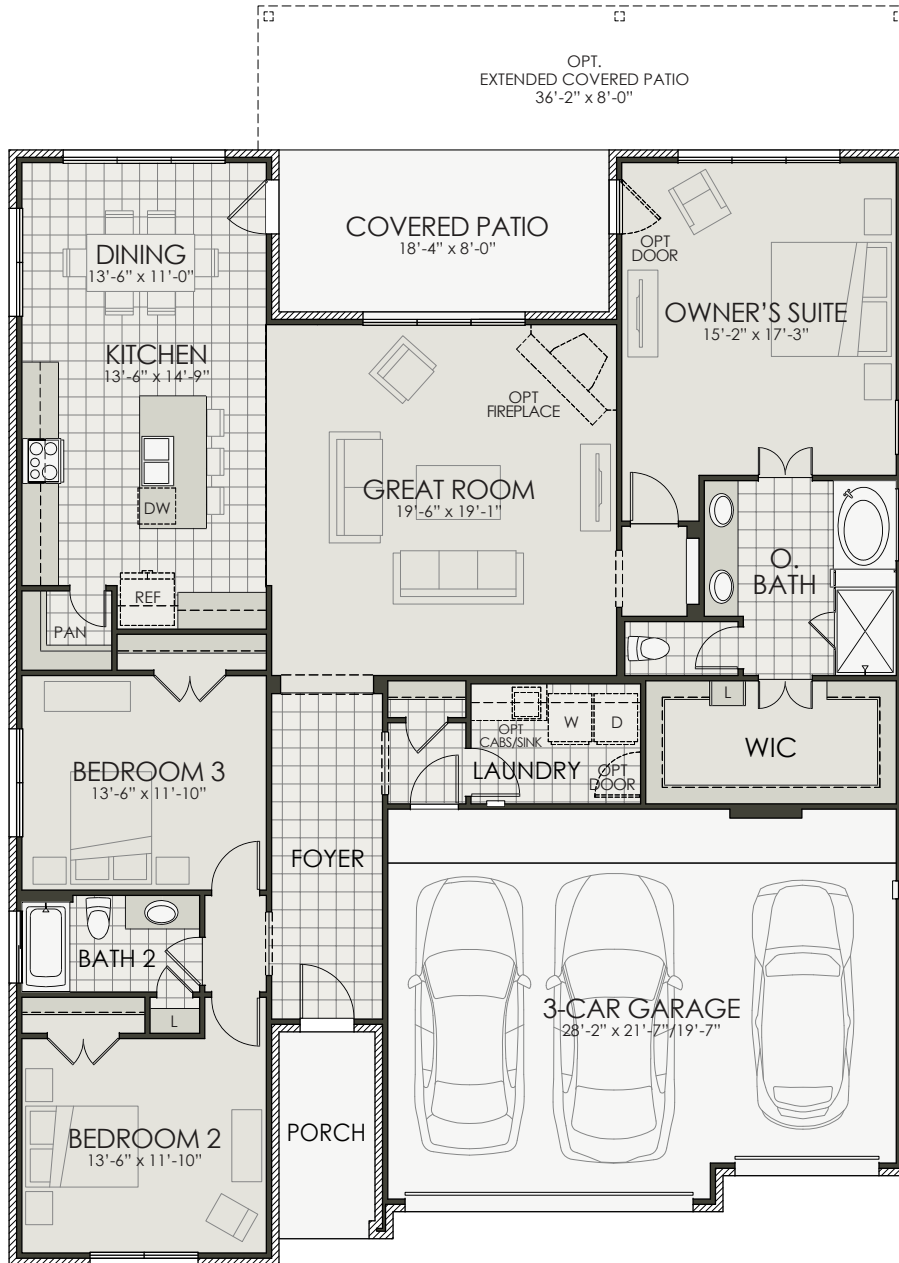 OPT.
EXTENDED COVERED PATIO
36'-2" x 8'-0"
COVERED PATIO
18'-4" x 8'-0"
DINING
13'-6" x 11'-0"
OPT
DOOR
OWNER'S SUITE
15'-2" x 17'-3"
KITCHEN
13'-6" x 14'-9"
OPT
FIREPLACE
GREAT ROOM
19'-6" x 19'-1"
DW
O.
BATH
REF
PAN
L
WIC
W
D
OPT
CABS/SINK
LAUNDRY
OPT
DOOR
BEDROOM 3
13'-6" x 11'-10"
FOYER
BATH 2
L
3-CAR GARAGE
28'-2" x 21'-7"/19'-7"
PORCH
BEDROOM 2
13'-6" x 11'-10"